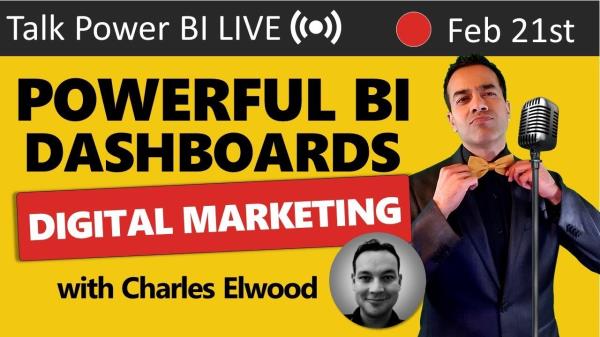 Talk Power BI LIVE
Feb 21st
POWERFUL BI
DASHBOARDS
DIGITAL MARKETING
with Charles Elwood